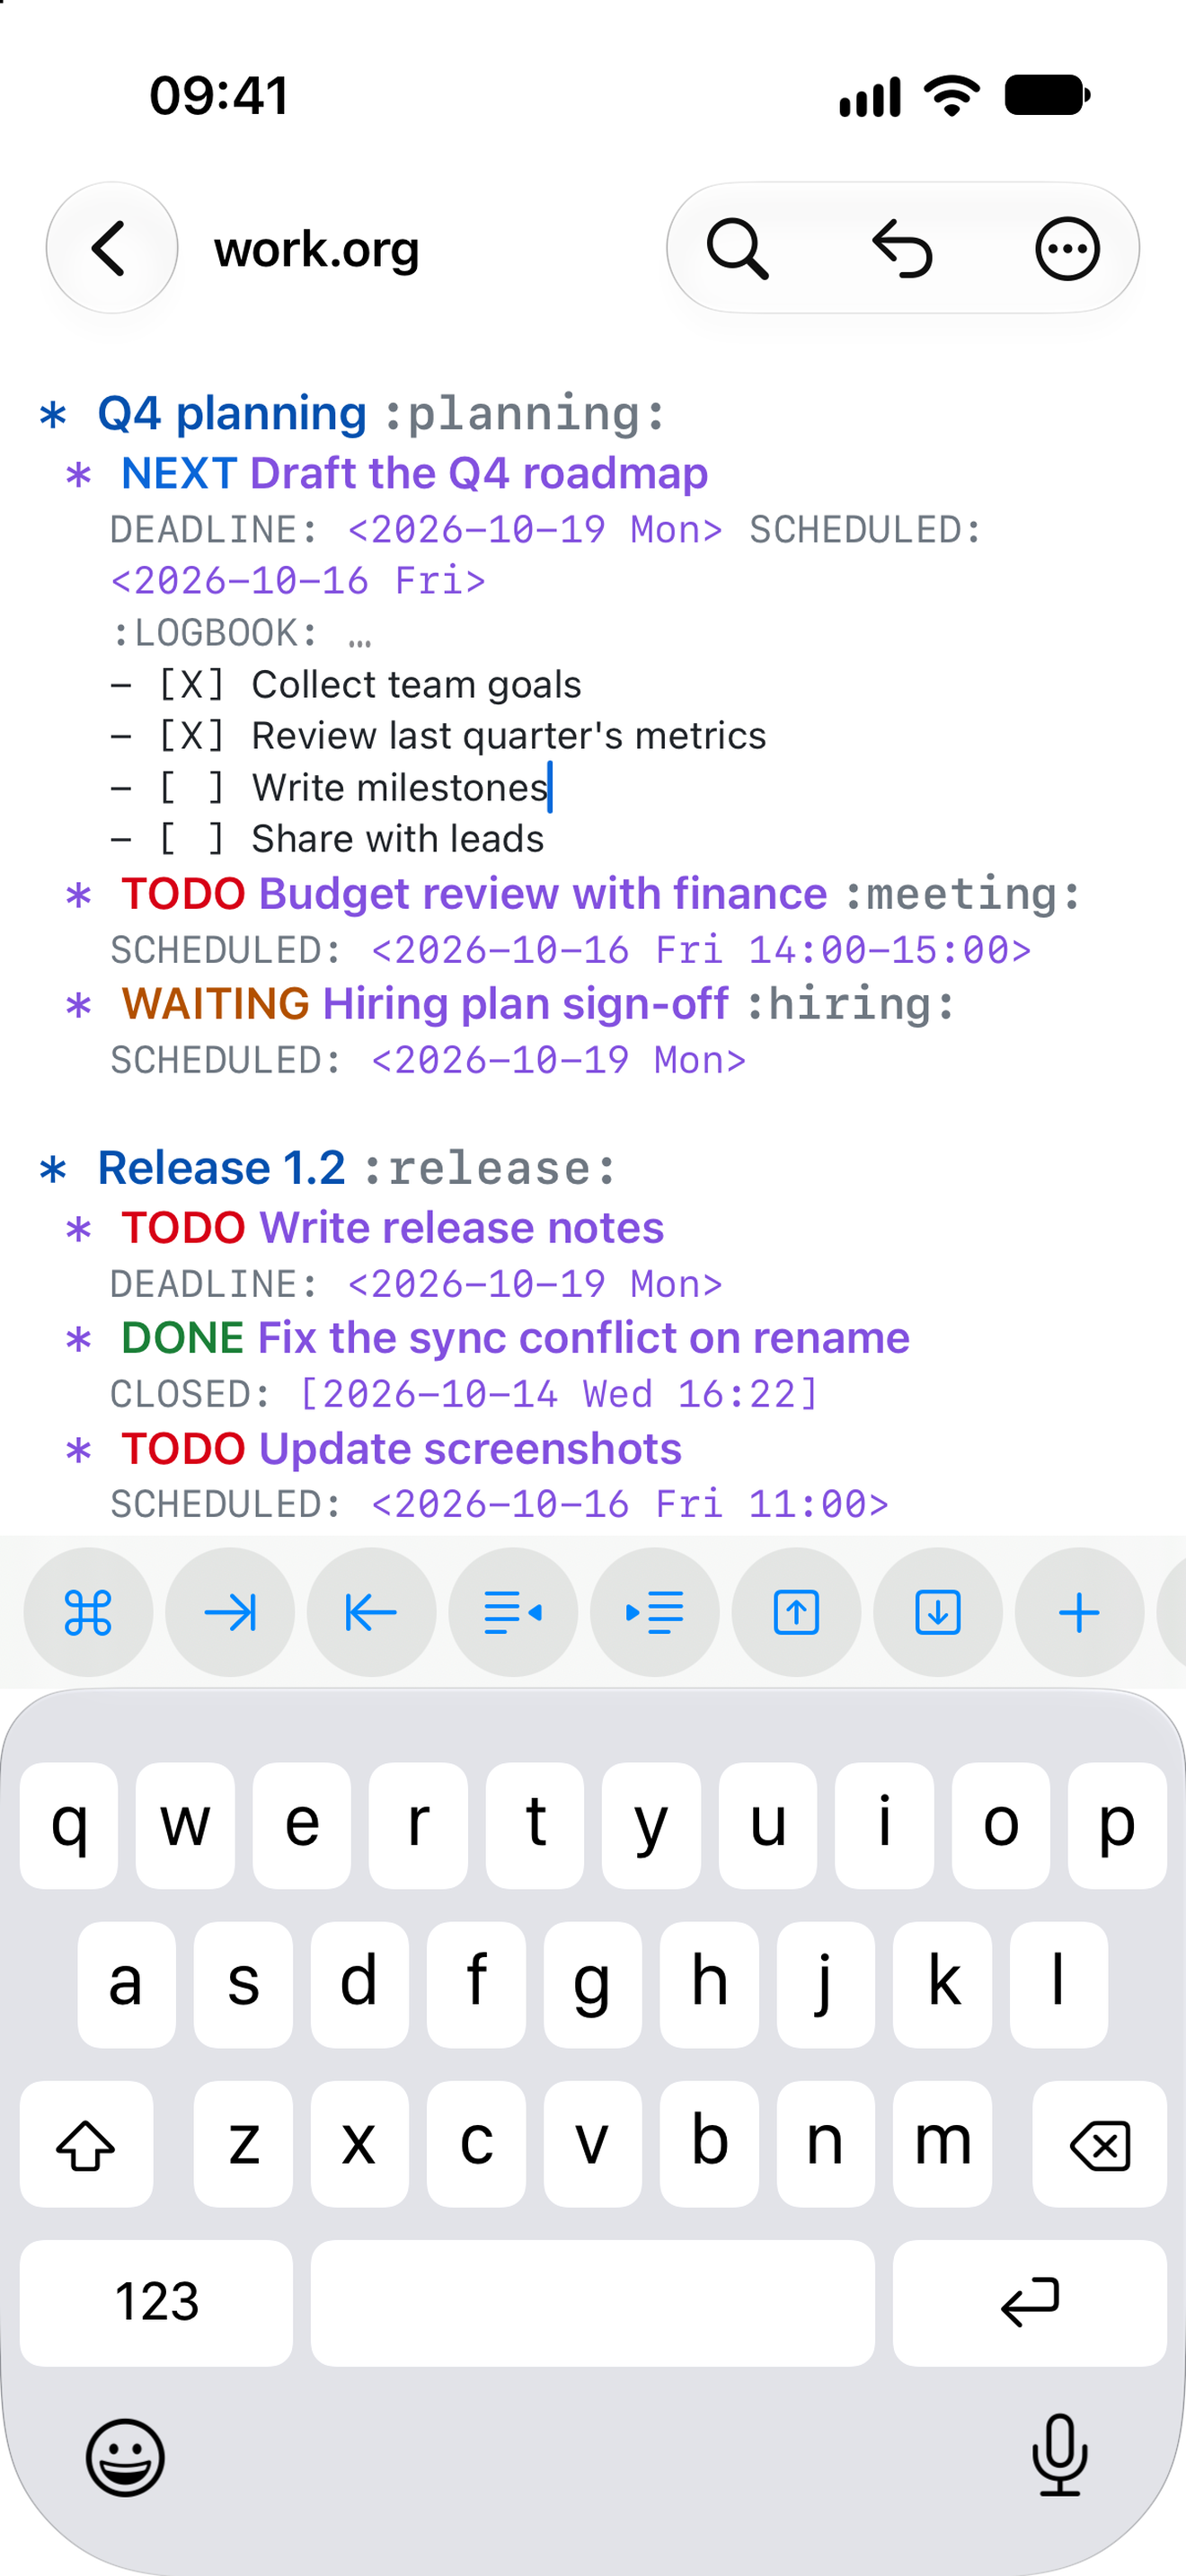 09:41
work.org
* Q4 planning :planning:
* NEXT Draft the Q4 roadmap
DEADLINE: <2026-10-19 Mon> SCHEDULED:
<2026-10-16 Fri>
:LOGBOOK: …
- [X] Collect team goals
- [X] Review last quarter's metrics
- [ ] Write milestones
- [ ] Share with leads
* TODO Budget review with finance :meeting:
SCHEDULED: <2026-10-16 Fri 14:00-15:00>
* WAITING Hiring plan sign-off :hiring:
SCHEDULED: <2026-10-19 Mon>
* Release 1.2 :release:
* TODO Write release notes
DEADLINE: <2026-10-19 Mon>
* DONE Fix the sync conflict on rename
CLOSED: [2026-10-14 Wed 16:22]
* TODO Update screenshots
SCHEDULED: <2026-10-16 Fri 11:00>
q w e r t y u i o p
a s d f g h j k l
z x c v b n m
123